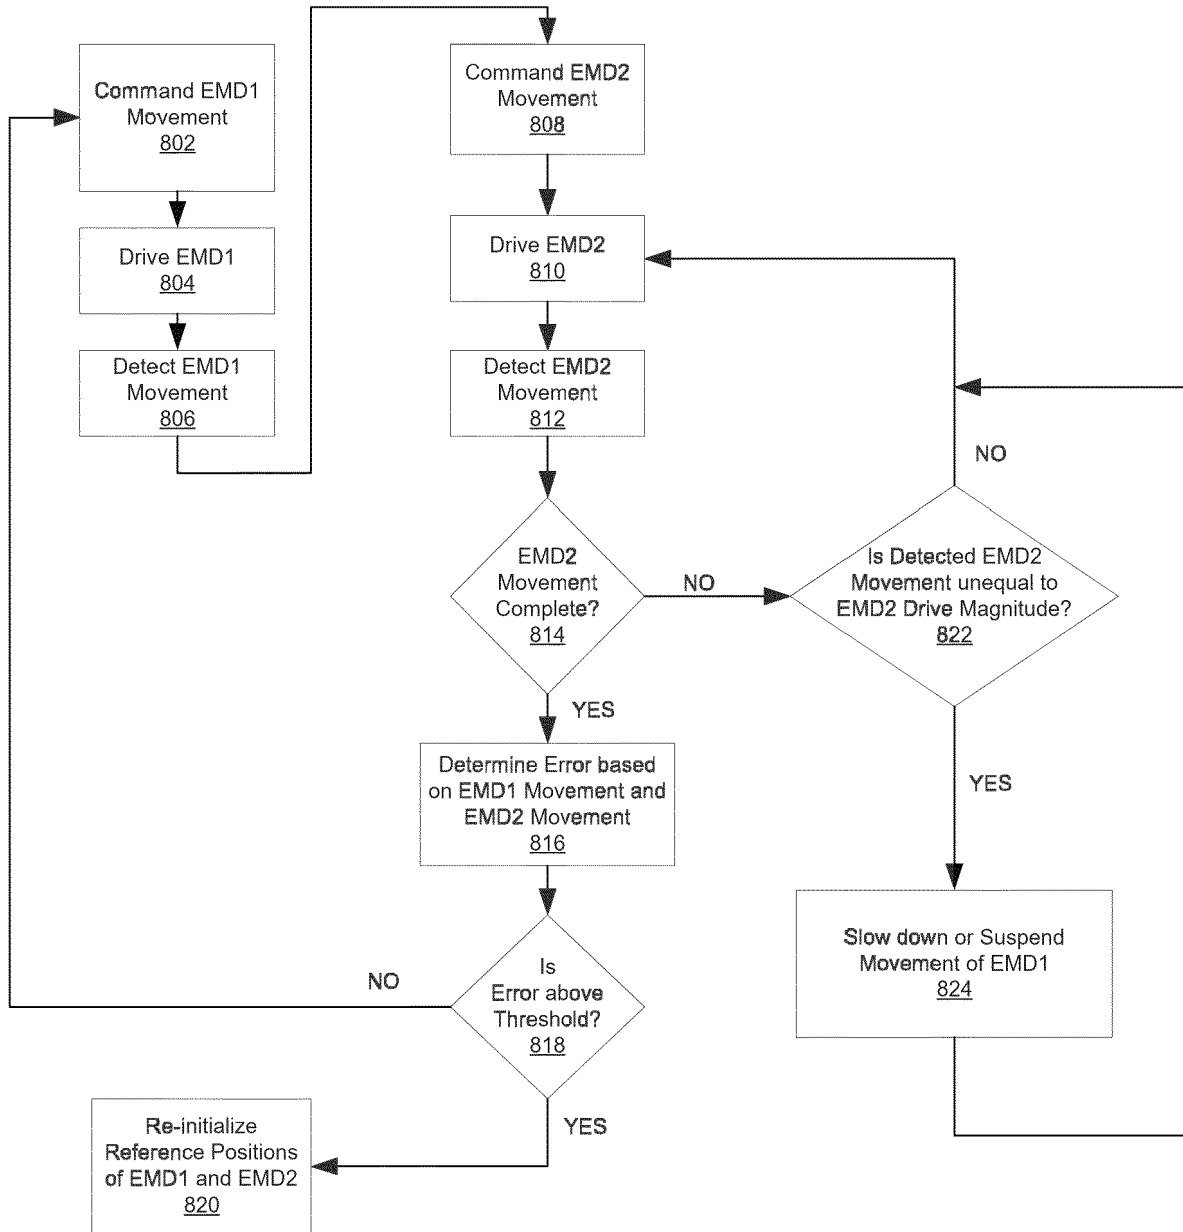 Command EMD1
Movement
802
Drive EMD1
804
Detect EMD1
Movement
806
Command EMD2
Movement
808
Drive EMD2
810
Detect EMD2
Movement
812
EMD2
Movement
Complete?
814
NO
YES
Is Detected EMD2
Movement unequal to
EMD2 Drive Magnitude?
822
NO
YES
Slow down or Suspend
Movement of EMD1
824
Determine Error based
on EMD1 Movement and
EMD2 Movement
816
Is
Error above
Threshold?
818
NO
YES
Re-initialize
Reference Positions
of EMD1 and EMD2
820